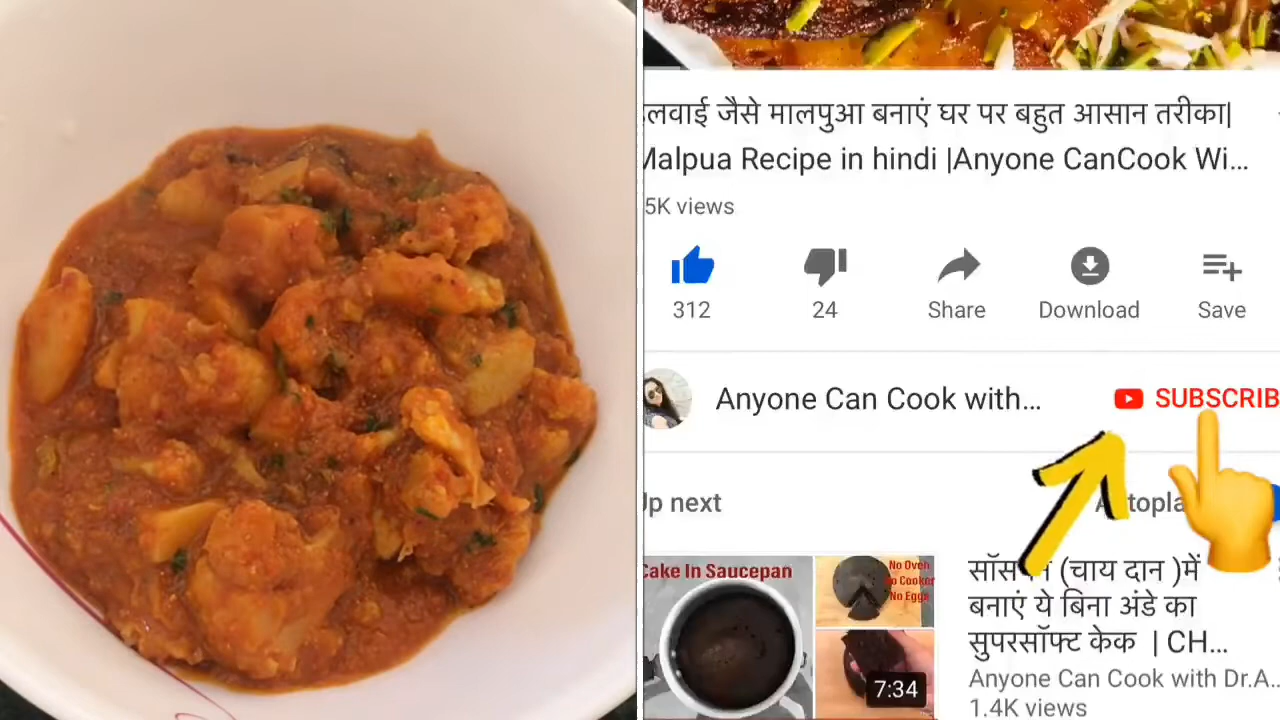 लवाई जैसे मालपुआ बनाएं घर पर बहुत आसान तरीका|
Malpua Recipe in hindi |Anyone CanCook Wi...
5K views
312
24
Share
Download
Save
Anyone Can Cook with...
SUBSCRIB
Up next
Cake In Saucepan
No Oven
No Cooker
No Eggs
7:34
(चाय दान )में
बनाएं ये बिना अंडे का
सुपरसॉफ्ट केक | CH...
Anyone Can Cook with Dr.A...
1.4K views